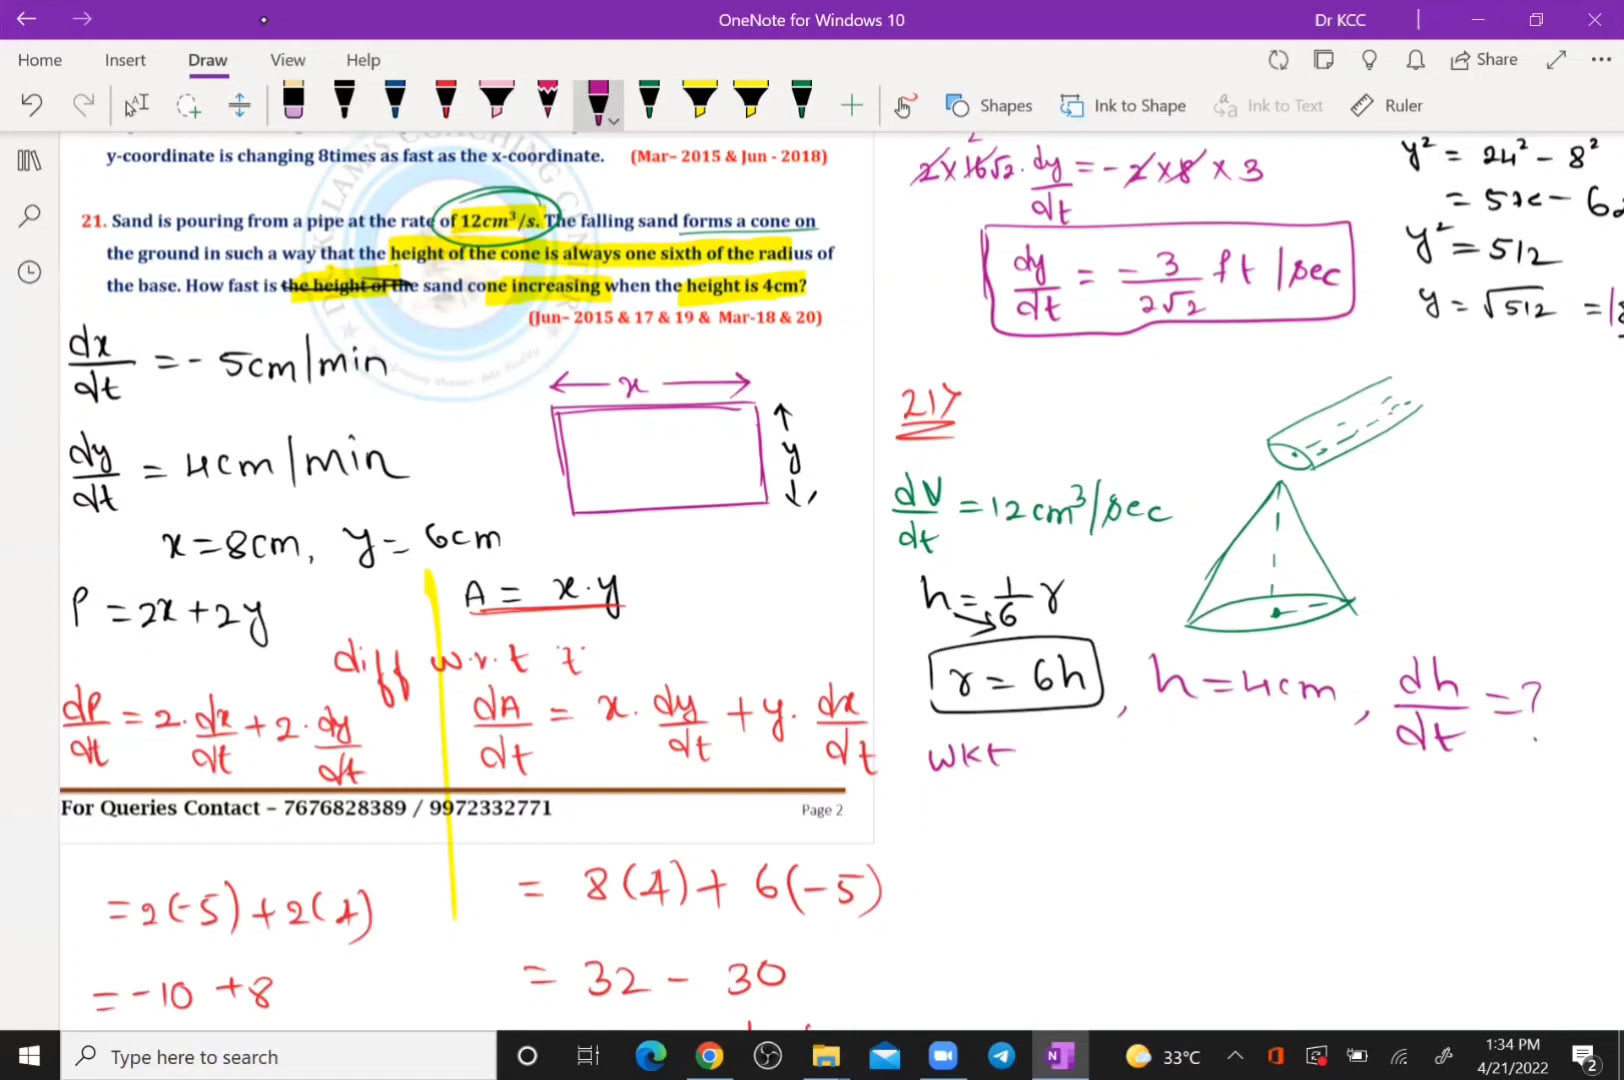 OneNote for Windows 10
Dr KCC
Home Insert Draw View Help
Share
Shapes Ink to Shape Ink to Text Ruler
y-coordinate is changing 8times as fast as the x-coordinate. (Mar– 2015 & Jun - 2018)
21. Sand is pouring from a pipe at the rate of 12cm³/s. The falling sand forms a cone on
the ground in such a way that the height of the cone is always one sixth of the radius of
the base. How fast is the height of the sand cone increasing when the height is 4cm?
(Jun– 2015 & 17 & 19 & Mar-18 & 20)
dx/dt = - 5cm/min
x
dy/dt = 4cm/min
y
x=8cm, y= 6cm
P = 2x+2y
A = x.y
diff w.r.t t
dP/dt = 2.dx/dt + 2.dy/dt
dA/dt = x.dy/dt + y.dx/dt
For Queries Contact – 7676828389 / 9972332771
Page 2
= 2(-5)+2(4)
= 8(4)+ 6(-5)
= -10 +8
= 32 - 30
2×16√2.dy/dt = -2×8×3
dy/dt = -3/2√2 ft/sec
y² = 24² - 8²
y² = 512
y = √512
21)
dV/dt = 12cm³/sec
h = 1/6 r
r = 6h, h=4cm, dh/dt = ?
WKT
Type here to search
33°C
1:34 PM
4/21/2022
2